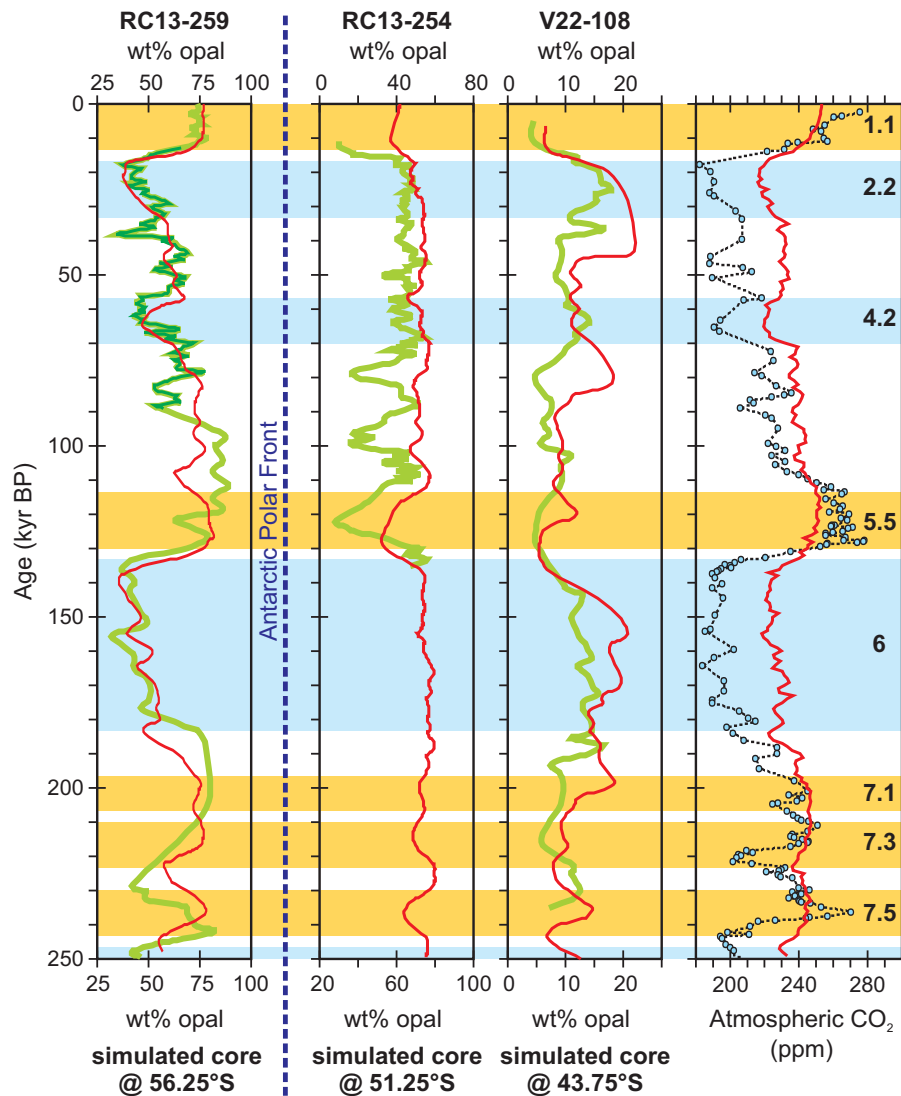 RC13-259
RC13-254
V22-108
wt% opal
wt% opal
wt% opal
25 50 75 100
0 40 80
0 10 20
Age (kyr BP)
0
50
100
150
200
250
Antarctic Polar Front
1.1
2.2
4.2
5.5
6
7.1
7.3
7.5
25 50 75 100
20 60 100
0 10 20
200 240 280
wt% opal
wt% opal
wt% opal
Atmospheric CO₂
(ppm)
simulated core
@ 56.25°S
simulated core
@ 51.25°S
simulated core
@ 43.75°S